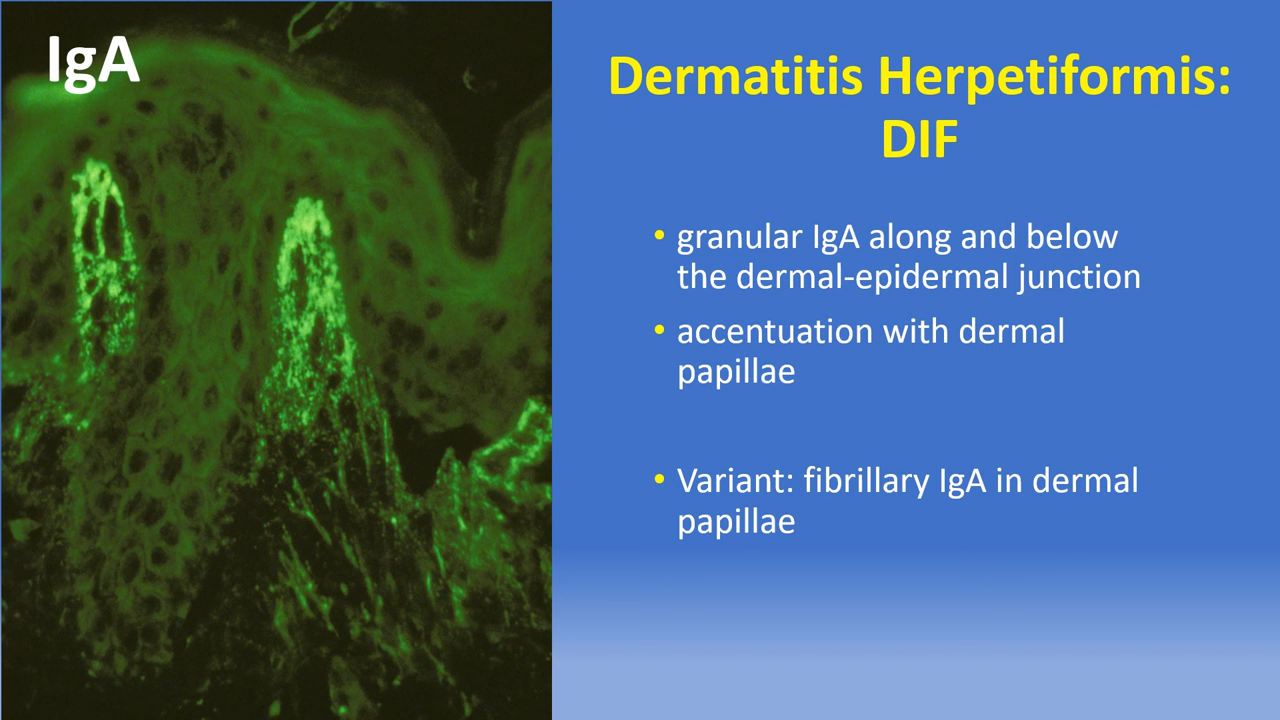 IgA
Dermatitis Herpetiformis:
DIF
• granular IgA along and below
the dermal-epidermal junction
• accentuation with dermal
papillae
• Variant: fibrillary IgA in dermal
papillae